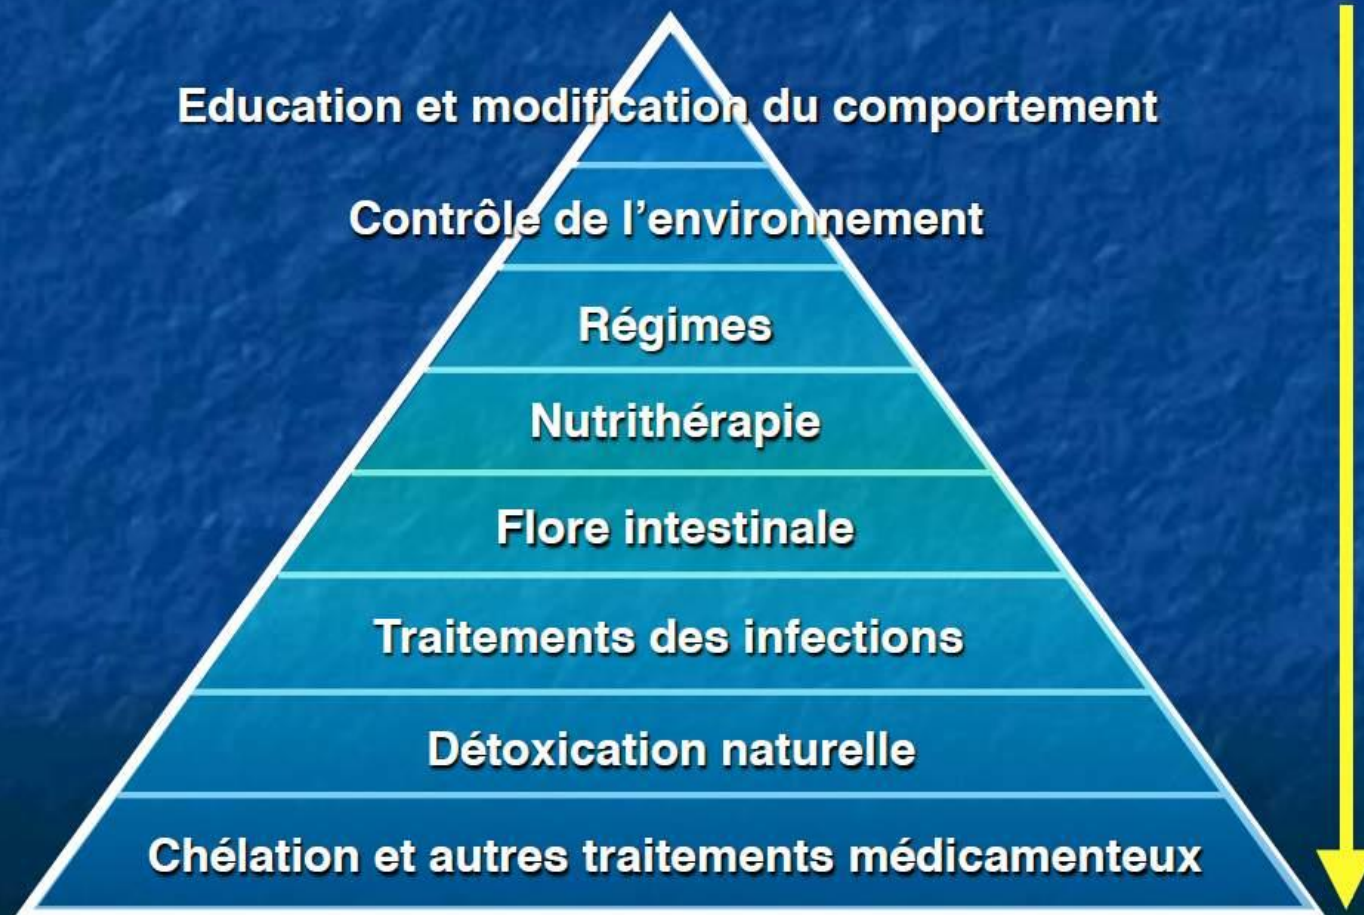 Education et modification du comportement
Contrôle de l’environnement
Régimes
Nutrithérapie
Flore intestinale
Traitements des infections
Détoxication naturelle
Chélation et autres traitements médicamenteux